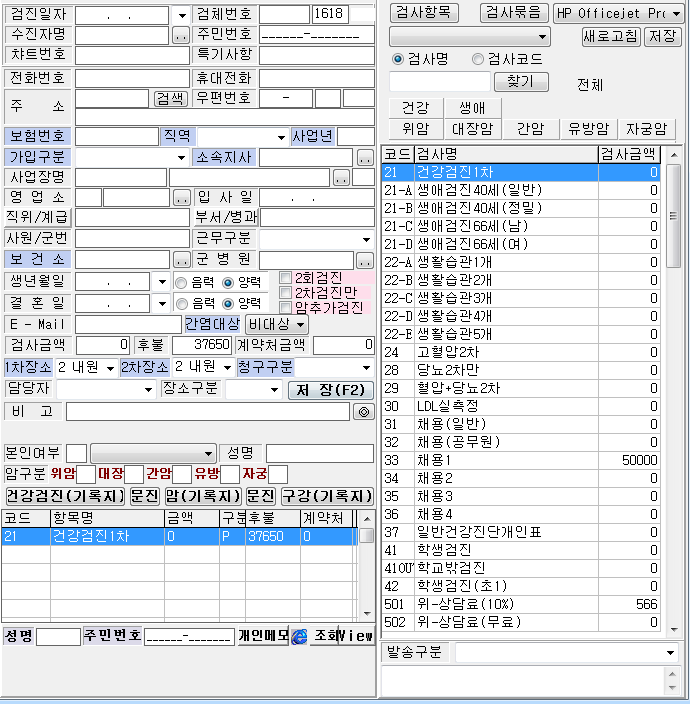 검진일자 . . 검체번호 1618
수진자명 .. 주민번호 ______-_______
챠트번호 특기사항
전화번호 휴대전화
주 소 검색 우편번호 -
보험번호 직역 사업년
가입구분 소속지사 ..
사업장명 ..
영 업 소 .. 입 사 일 . .
직위/계급 부서/병과
사원/군번 근무구분
보 건 소 .. 군 병 원 ..
생년월일 . . 음력 양력 2회검진
2차검진만
결 혼 일 . . 음력 양력 암추가검진
E - Mail 간염대상 비대상
검사금액 0 후불 37650 계약처금액 0
1차장소 2 내원 2차장소 2 내원 청구구분
담당자 장소구분 저 장(F2)
비 고
본인여부 성명
암구분 위암 대장 간암 유방 자궁
건강검진(기록지) 문진 암(기록지) 문진 구강(기록지)
코드 항목명 금액 구분 후불 계약처
21 건강검진1차 0 P 37650 0
성명 주민번호 ______-_______ 개인메모 조회View
검사항목 검사묶음 HP Officejet Pro
새로고침 저장
검사명 검사코드
찾기 전체
건강 생애
위암 대장암 간암 유방암 자궁암
코드 검사명 검사금액
21 건강검진1차 0
21-A 생애검진40세(일반) 0
21-B 생애검진40세(정밀) 0
21-C 생애검진66세(남) 0
21-D 생애검진66세(여) 0
22-A 생활습관1개 0
22-B 생활습관2개 0
22-C 생활습관3개 0
22-D 생활습관4개 0
22-E 생활습관5개 0
24 고혈압2차 0
28 당뇨2차만 0
29 혈압+당뇨2차 0
30 LDL실측정 0
31 채용(일반) 0
32 채용(공무원) 0
33 채용1 50000
34 채용2 0
35 채용3 0
36 채용4 0
37 일반건강진단개인표 0
41 학생검진 0
410U 학교밖검진 0
42 학생검진(초1) 0
501 위-상담료(10%) 566
502 위-상담료(무료) 0
발송구분